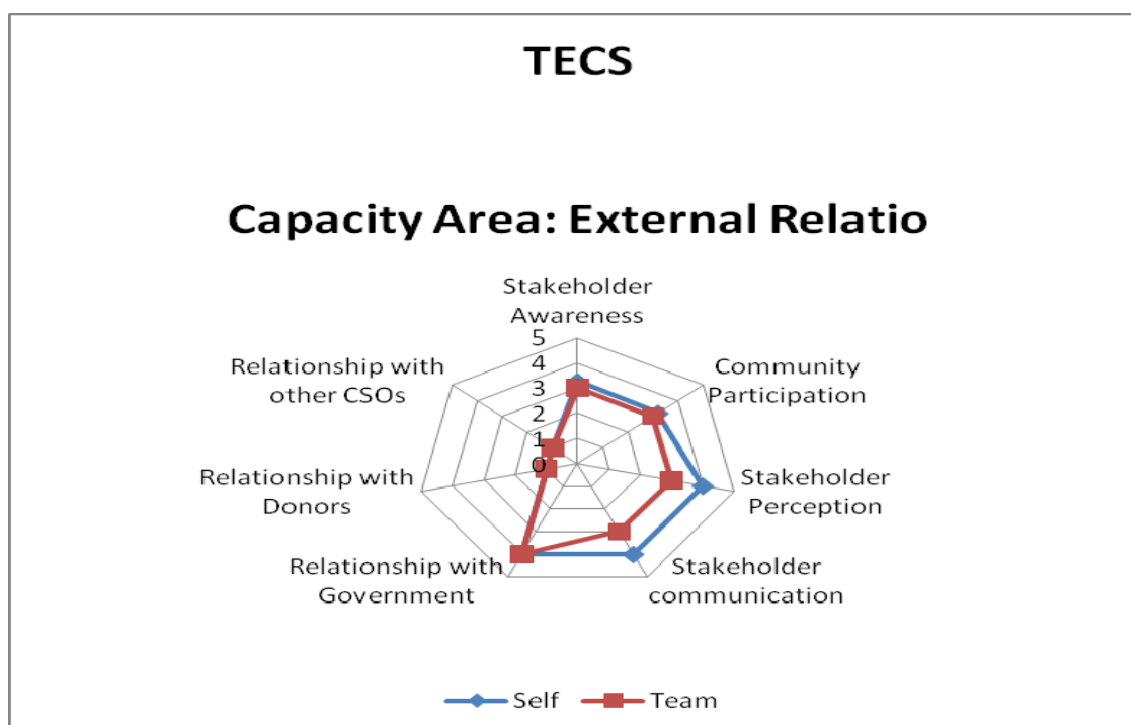 TECS
Capacity Area: External Relatio
Stakeholder
Awareness
Community
Participation
Stakeholder
Perception
Stakeholder
communication
Relationship with
Government
Relationship with
Donors
Relationship with
other CSOs
5
4
3
2
1
0
Self
Team